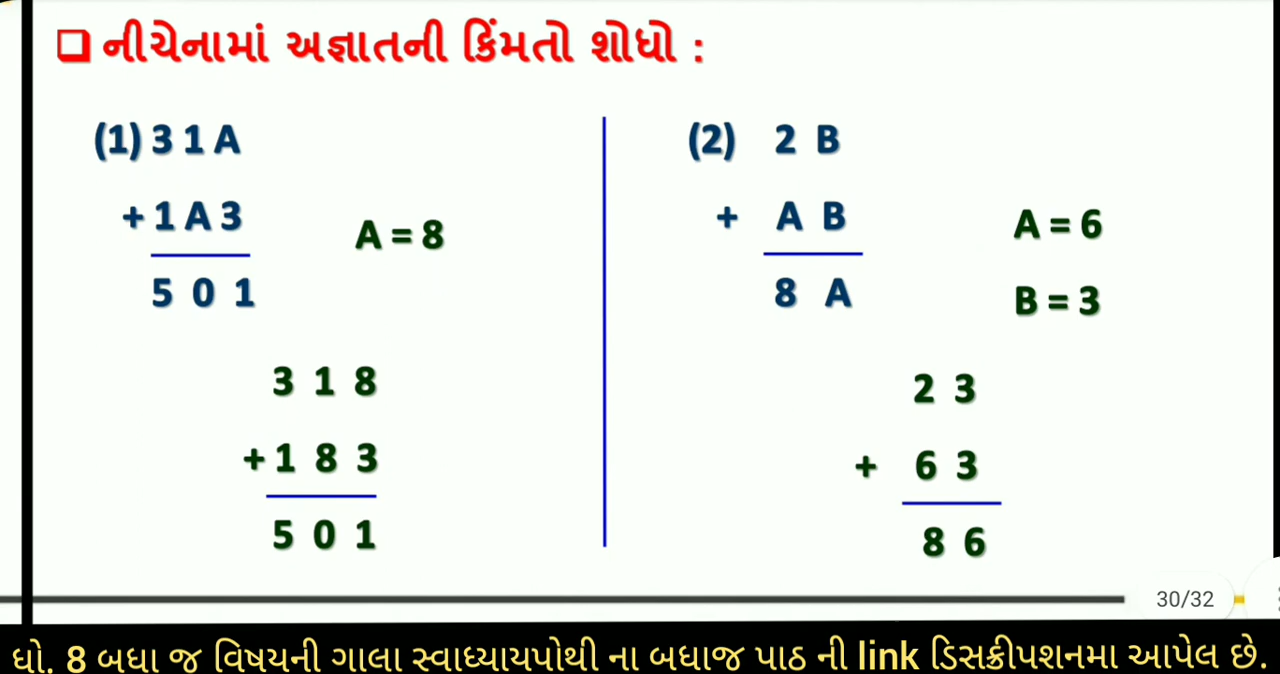 ❑ નીચેનામાં અજ્ઞાતની કિંમતો શોધો :
(1) 3 1 A
+ 1 A 3
5 0 1
A = 8
3 1 8
+ 1 8 3
5 0 1
(2) 2 B
+ A B
8 A
A = 6
B = 3
2 3
+ 6 3
8 6
30/32
ધો. 8 બધા જ વિષયની ગાલા સ્વાધ્યાયપોથી ના બધાજ પાઠ ની link ડિસક્રીપશનમા આપેલ છે.